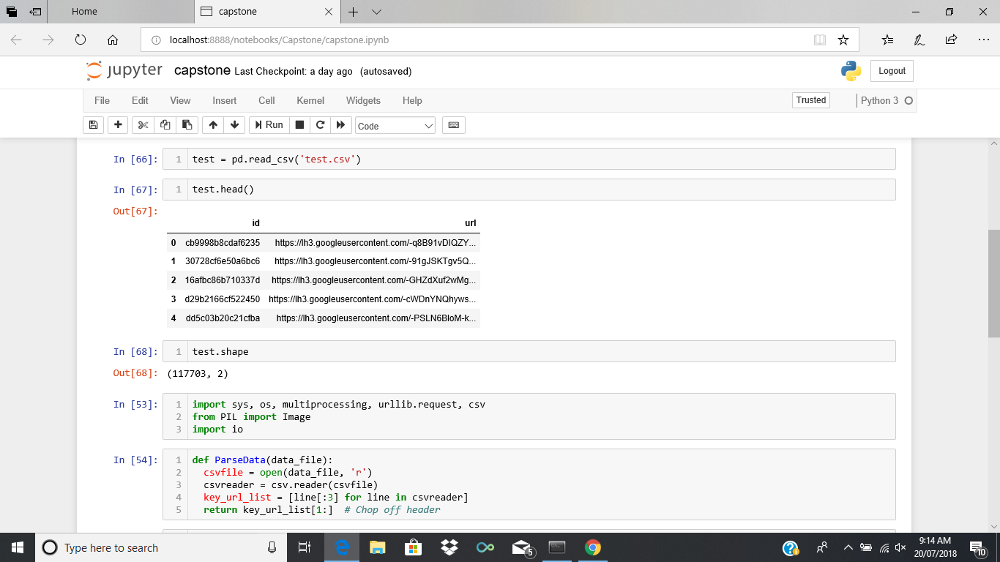 Home
capstone
localhost:8888/notebooks/Capstone/capstone.ipynb
jupyter capstone Last Checkpoint: a day ago (autosaved)
Logout
File Edit View Insert Cell Kernel Widgets Help
Trusted
Python 3
Run
Code
In [66]: 1 test = pd.read_csv('test.csv')
In [67]: 1 test.head()
Out[67]:
id url
0 cb9998b8cdaf6235 https://lh3.googleusercontent.com/-q8B91vDIQZY...
1 30728cf6e50a6bc6 https://lh3.googleusercontent.com/-91gJSKTgv5Q...
2 16afbc86b710337d https://lh3.googleusercontent.com/-GHZdXuf2wMg...
3 d29b2166cf522450 https://lh3.googleusercontent.com/-cWDnYNQhyws...
4 dd5c03b20c21cfba https://lh3.googleusercontent.com/-PSLN6BloM-k...
In [68]: 1 test.shape
Out[68]: (117703, 2)
In [53]: 1 import sys, os, multiprocessing, urllib.request, csv
2 from PIL import Image
3 import io
In [54]: 1 def ParseData(data_file):
2 csvfile = open(data_file, 'r')
3 csvreader = csv.reader(csvfile)
4 key_url_list = [line[:3] for line in csvreader]
5 return key_url_list[1:] # Chop off header
Type here to search
5
9:14 AM
20/07/2018
10